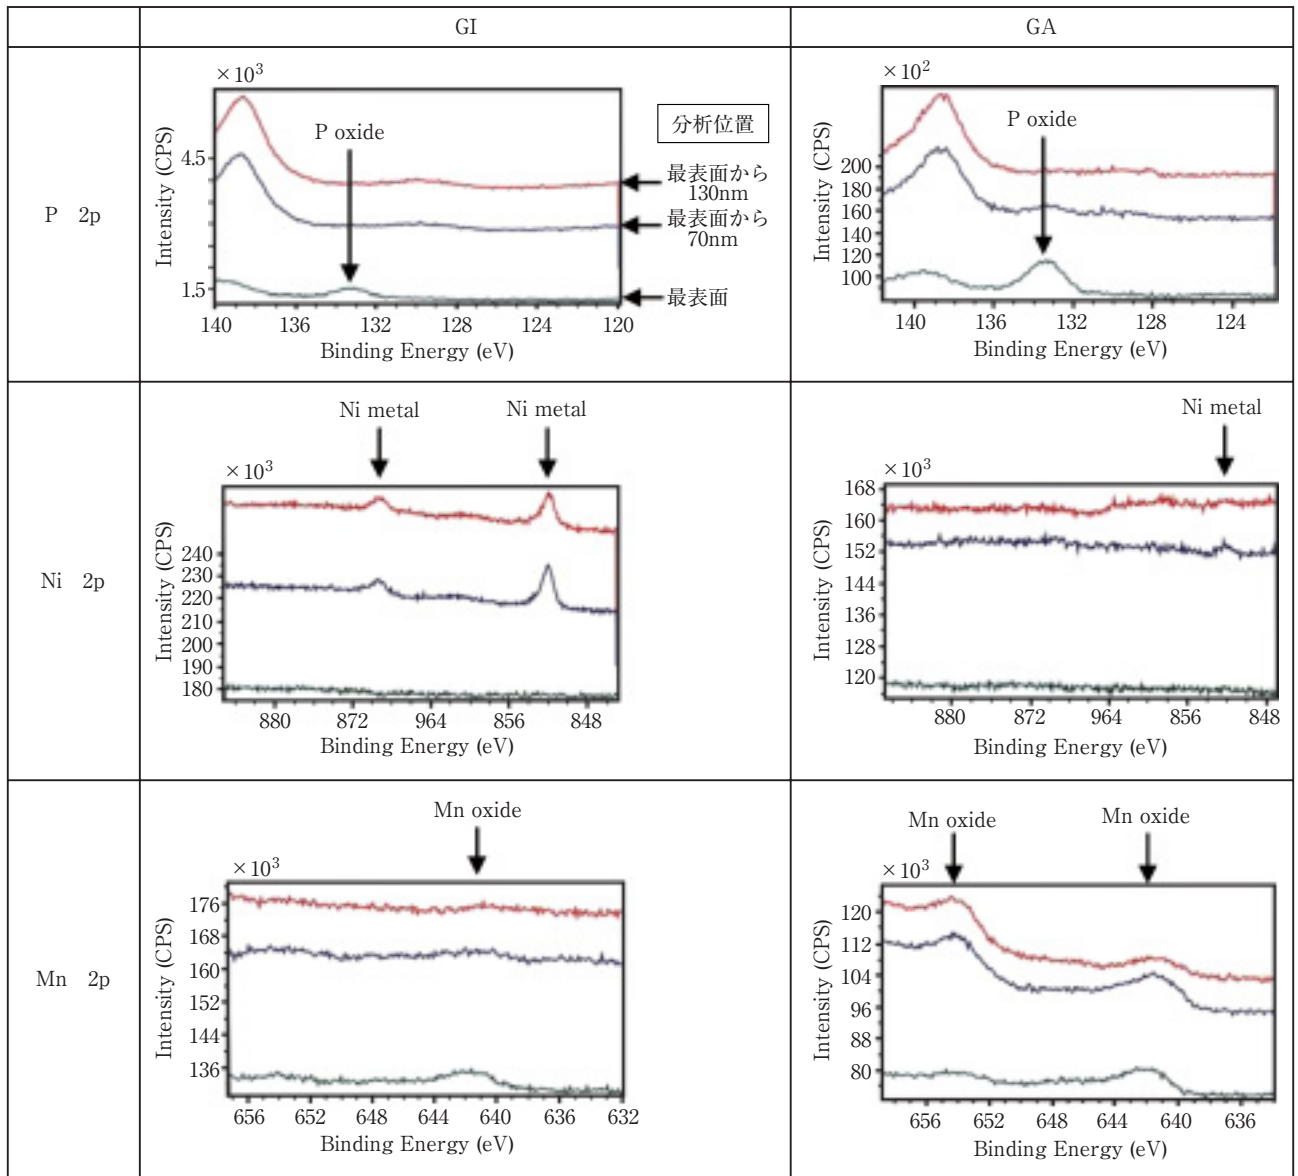 GI
GA
P 2p
×10³
Intensity (CPS)
4.5
1.5
P oxide
140
136
132
128
124
120
Binding Energy (eV)
分析位置
最表面から
130nm
最表面から
70nm
最表面
×10²
Intensity (CPS)
200
180
160
140
120
100
P oxide
140
136
132
128
124
Binding Energy (eV)
Ni 2p
Ni metal
Ni metal
×10³
Intensity (CPS)
240
230
220
210
200
190
180
880
872
964
856
848
Binding Energy (eV)
Ni metal
×10³
Intensity (CPS)
168
160
152
144
136
128
120
880
872
964
856
848
Binding Energy (eV)
Mn 2p
Mn oxide
×10³
Intensity (CPS)
176
168
160
152
144
136
656
652
648
644
640
636
632
Binding Energy (eV)
Mn oxide
Mn oxide
×10³
Intensity (CPS)
120
112
104
96
88
80
656
652
648
644
640
636
Binding Energy (eV)